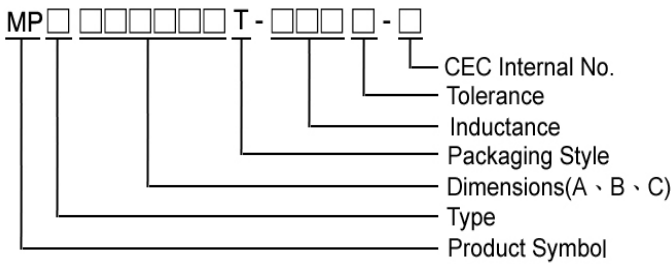 MP□ □□□□□□ T - □□□ □ - □
CEC Internal No.
Tolerance
Inductance
Packaging Style
Dimensions(A、B、C)
Type
Product Symbol